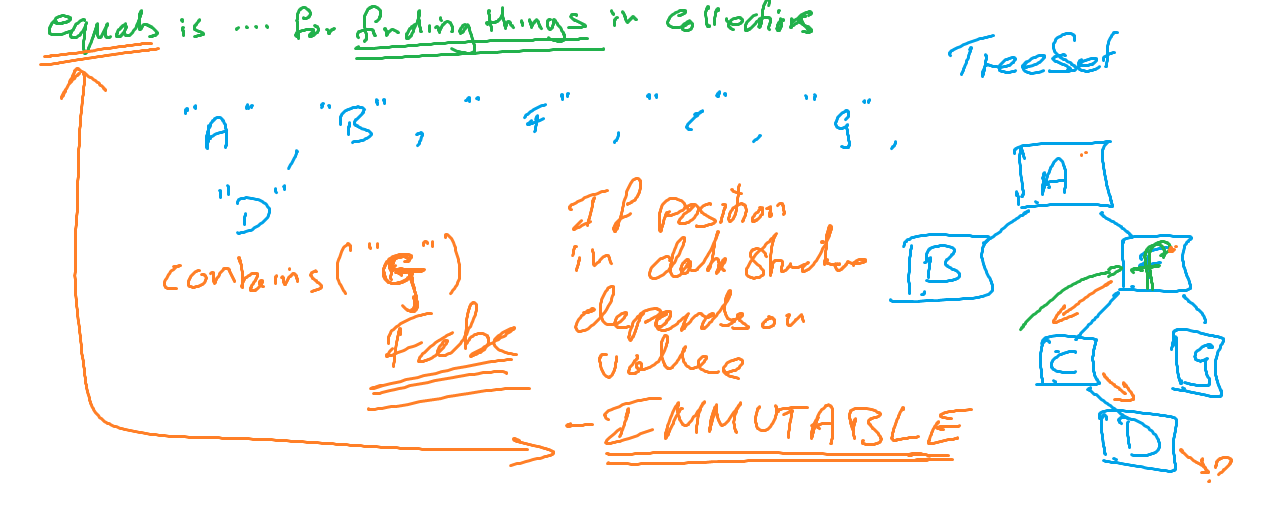 equals is .... for finding things in collections
TreeSet
"A", "B", "F", "C", "G",
"D"
contains("G")
False
If position
in data structure
depends on
value
- IMMUTABLE
A
B
f
C
G
D
?